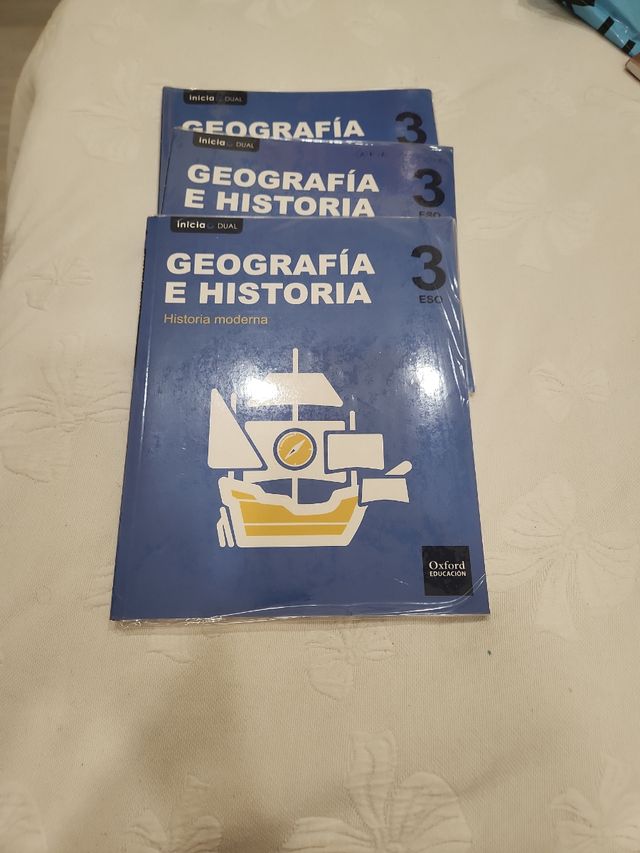 inicia DUAL
GEOGRAFÍA
3
inicia DUAL
GEOGRAFÍA
E HISTORIA
3
ESO
inicia DUAL
GEOGRAFÍA
E HISTORIA
3
ESO
Historia moderna
Oxford
EDUCACIÓN